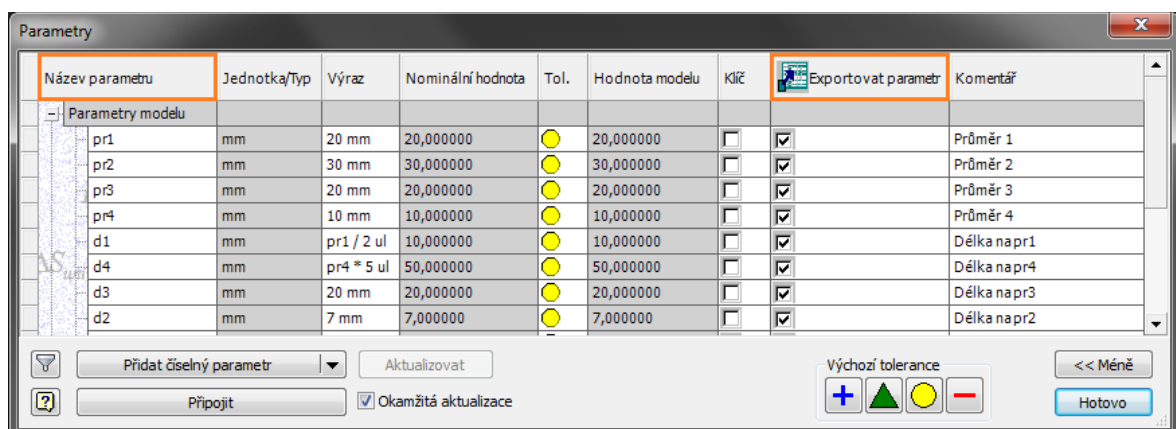 Parametry
Název parametru Jednotka/Typ Výraz Nominální hodnota Tol. Hodnota modelu Klíč Exportovat parametr Komentář
Parametry modelu
pr1 mm 20 mm 20,000000 20,000000 Průměr 1
pr2 mm 30 mm 30,000000 30,000000 Průměr 2
pr3 mm 20 mm 20,000000 20,000000 Průměr 3
pr4 mm 10 mm 10,000000 10,000000 Průměr 4
d1 mm pr1 / 2 ul 10,000000 10,000000 Délka na pr1
d4 mm pr4 * 5 ul 50,000000 50,000000 Délka na pr4
d3 mm 20 mm 20,000000 20,000000 Délka na pr3
d2 mm 7 mm 7,000000 7,000000 Délka na pr2
Přidat číselný parametr Aktualizovat Výchozí tolerance << Méně
Připojit Okamžitá aktualizace Hotovo